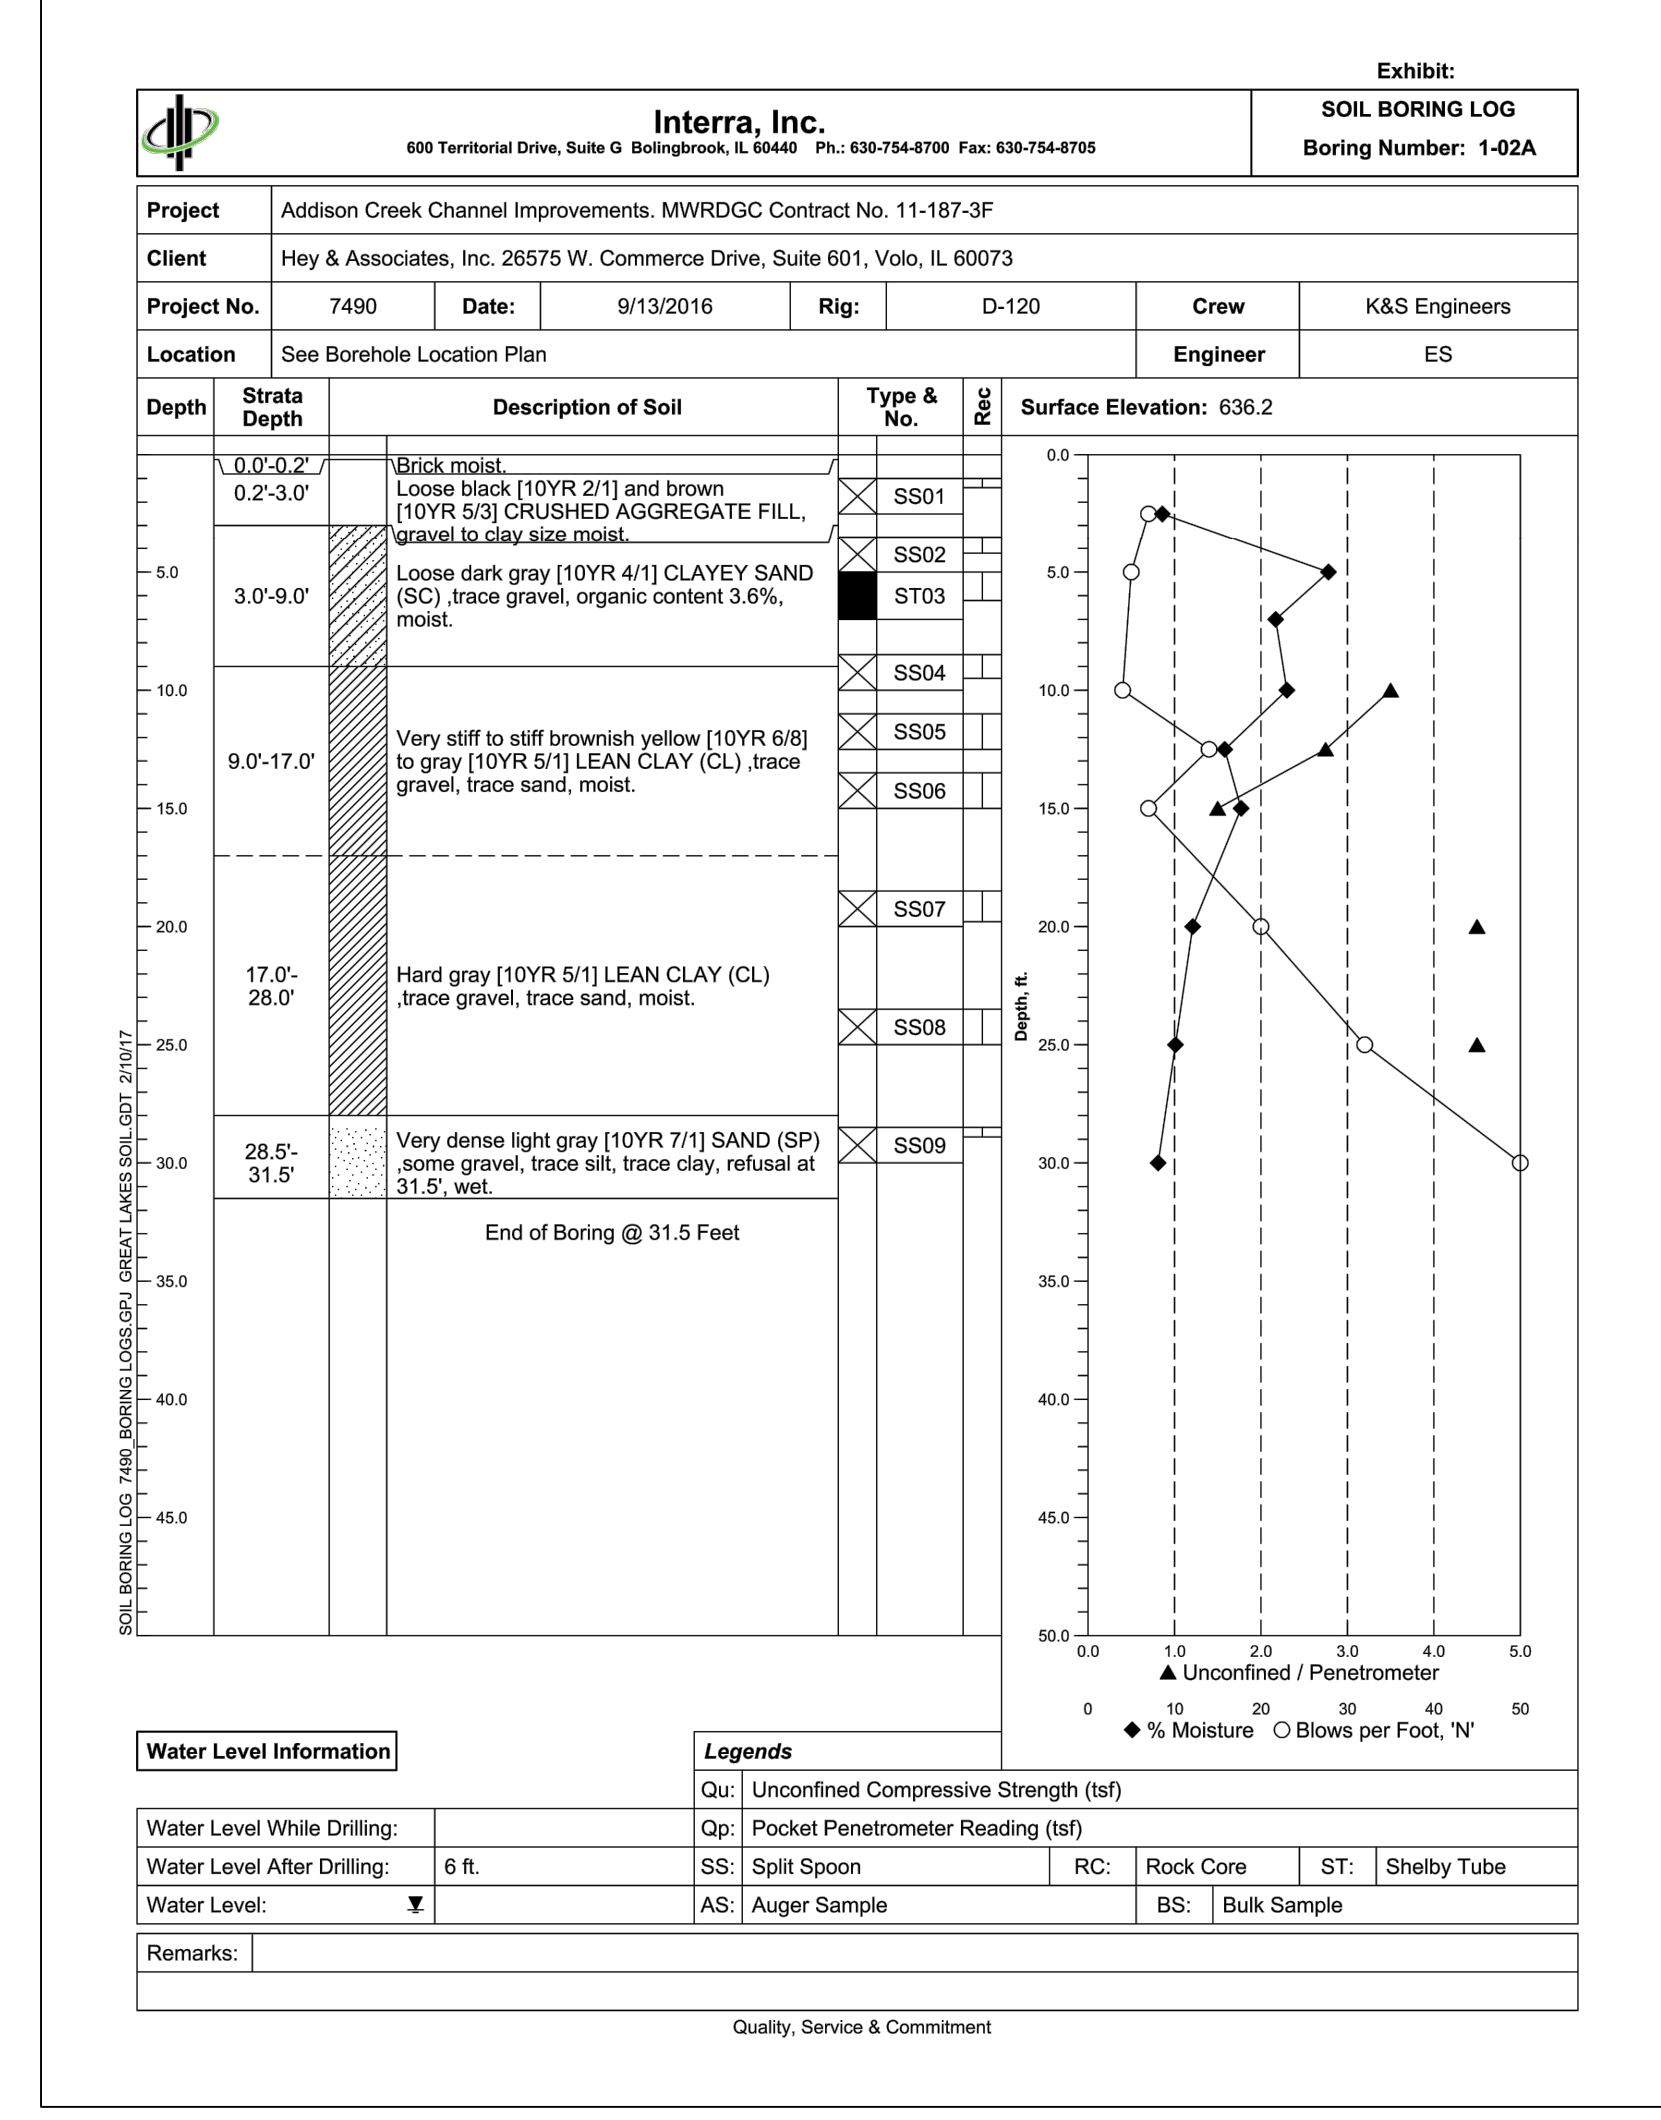 Exhibit:
Interra, Inc.
600 Territorial Drive, Suite G  Bolingbrook, IL 60440    Ph.: 630-754-8700  Fax: 630-754-8705
SOIL BORING LOG
Boring Number:  1-02A
Project
Addison Creek Channel Improvements. MWRDGC Contract No. 11-187-3F
Client
Hey & Associates, Inc. 26575 W. Commerce Drive, Suite 601, Volo, IL 60073
Project No.
7490
Date:
9/13/2016
Rig:
D-120
Crew
K&S Engineers
Location
See Borehole Location Plan
Engineer
ES
Depth
Strata
Depth
Description of Soil
Type &
No.
Rec
Surface Elevation:  636.2
0.0'-0.2'
Brick moist.
0.2'-3.0'
Loose black [10YR 2/1] and brown
[10YR 5/3] CRUSHED AGGREGATE FILL,
gravel to clay size moist.
SS01
SS02
5.0
3.0'-9.0'
Loose dark gray [10YR 4/1] CLAYEY SAND
(SC) ,trace gravel, organic content 3.6%,
moist.
ST03
SS04
10.0
9.0'-17.0'
Very stiff to stiff brownish yellow [10YR 6/8]
to gray [10YR 5/1] LEAN CLAY (CL) ,trace
gravel, trace sand, moist.
SS05
SS06
15.0
SS07
20.0
17.0'-
28.0'
Hard gray [10YR 5/1] LEAN CLAY (CL)
,trace gravel, trace sand, moist.
SS08
25.0
28.5'-
31.5'
Very dense light gray [10YR 7/1] SAND (SP)
,some gravel, trace silt, trace clay, refusal at
31.5', wet.
SS09
30.0
End of Boring @ 31.5 Feet
35.0
40.0
45.0
SOIL BORING LOG  7490_BORING LOGS.GPJ  GREAT LAKES SOIL.GDT  2/10/17
0.0
5.0
10.0
15.0
20.0
Depth, ft.
25.0
30.0
35.0
40.0
45.0
50.0
0.0 1.0 2.0 3.0 4.0 5.0
▲ Unconfined / Penetrometer
0 10 20 30 40 50
◆ % Moisture ○ Blows per Foot, 'N'
Water Level Information
Legends
Qu: Unconfined Compressive Strength (tsf)
Water Level While Drilling:
Qp: Pocket Penetrometer Reading (tsf)
Water Level After Drilling: 6 ft.
SS: Split Spoon RC: Rock Core ST: Shelby Tube
Water Level:
AS: Auger Sample BS: Bulk Sample
Remarks:
Quality, Service & Commitment